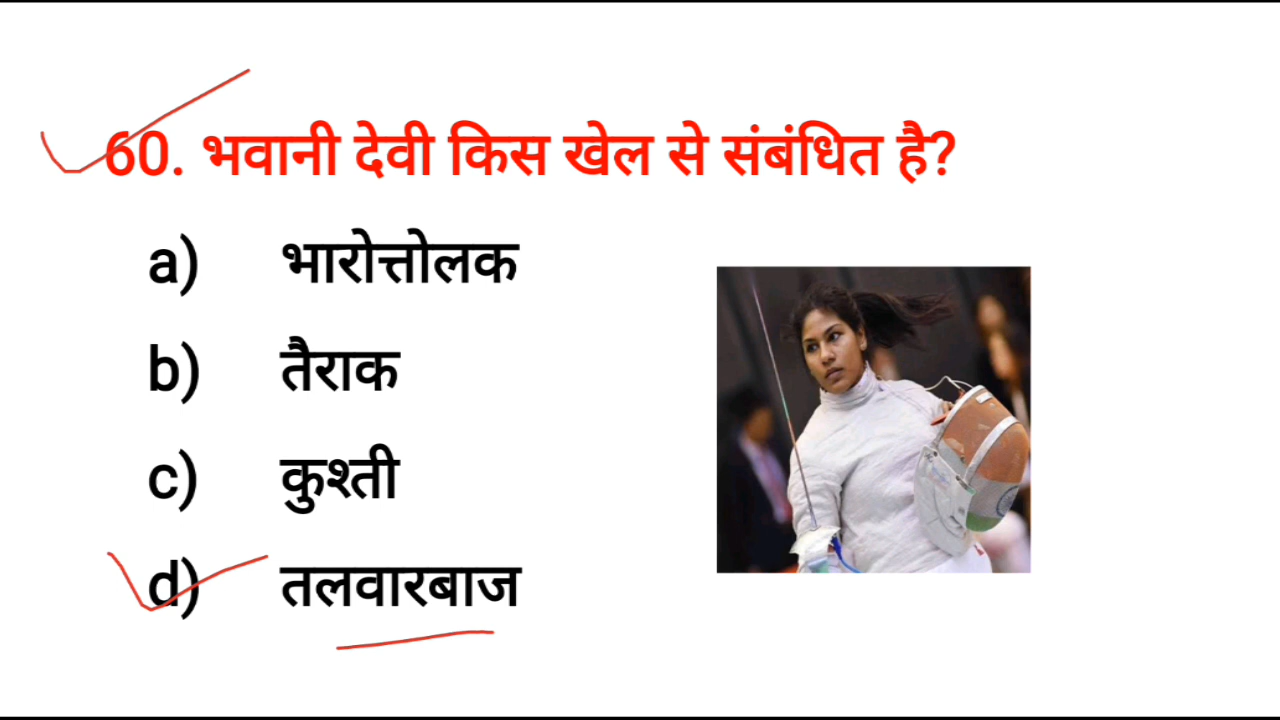 60. भवानी देवी किस खेल से संबंधित है?
a) भारोत्तोलक
b) तैराक
c) कुश्ती
d) तलवारबाज